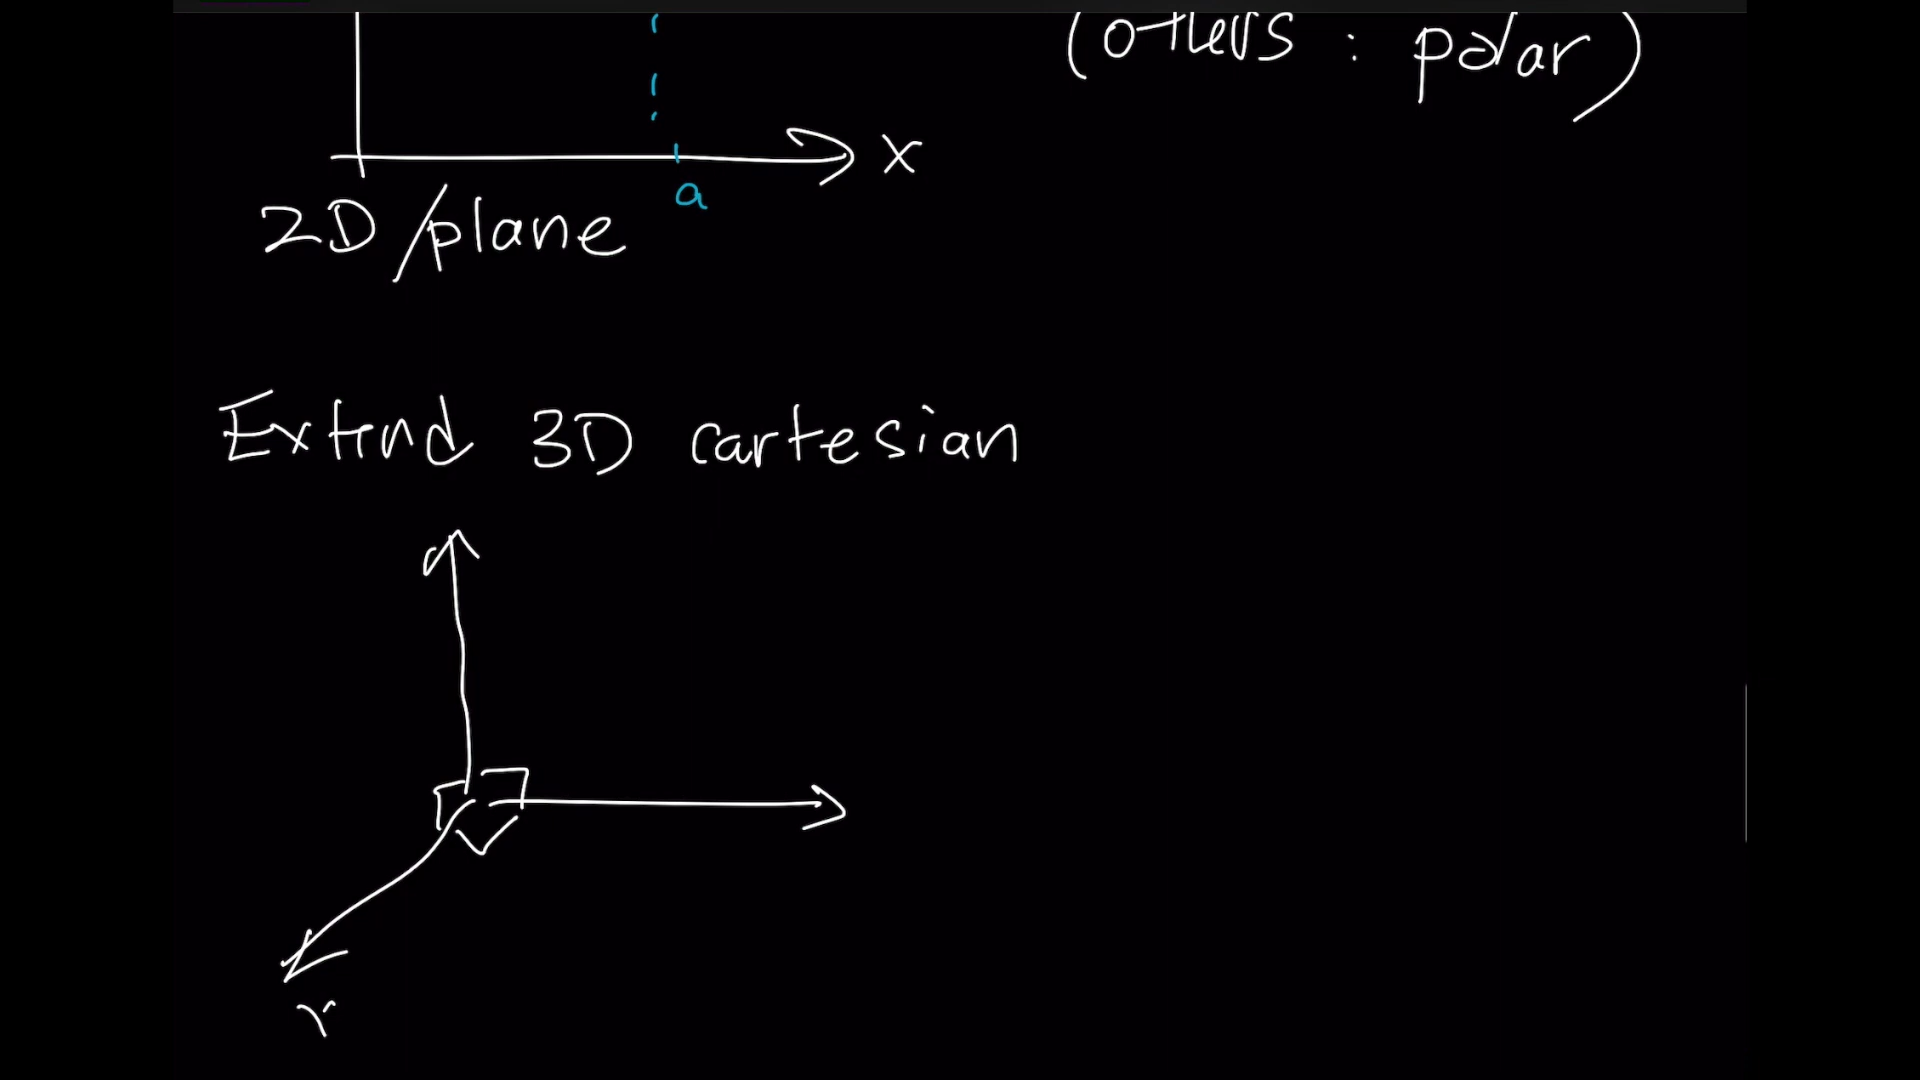 (others : polar)
x
a
2D/plane
Extend 3D cartesian